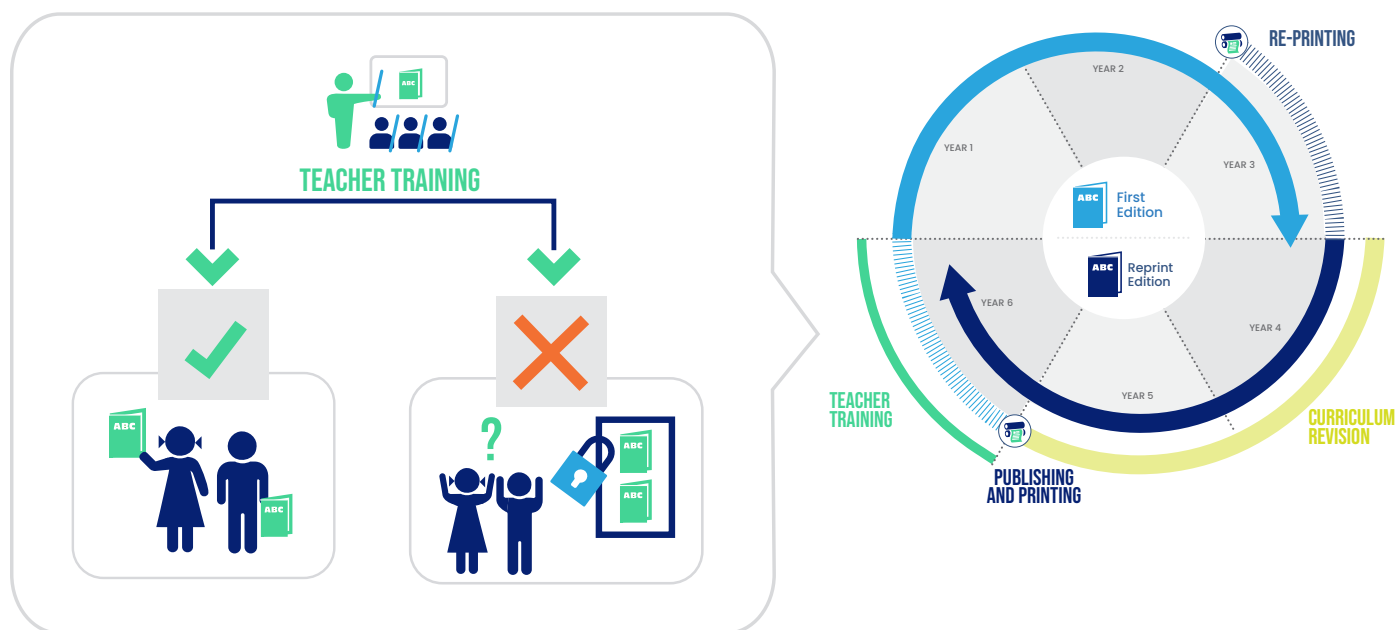 ABC
TEACHER TRAINING
ABC
ABC
?
ABC
ABC
RE-PRINTING
YEAR 2
YEAR 1
YEAR 3
ABC
First
Edition
ABC
Reprint
Edition
YEAR 6
YEAR 4
YEAR 5
TEACHER
TRAINING
CURRICULUM
REVISION
PUBLISHING
AND PRINTING